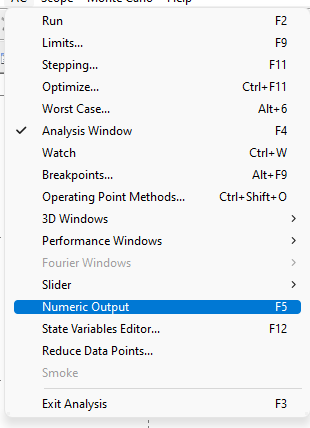 AC Scope Monte Carlo Help
Run F2
Limits... F9
Stepping... F11
Optimize... Ctrl+F11
Worst Case... Alt+6
Analysis Window F4
Watch Ctrl+W
Breakpoints... Alt+F9
Operating Point Methods... Ctrl+Shift+O
3D Windows
Performance Windows
Fourier Windows
Slider
Numeric Output F5
State Variables Editor... F12
Reduce Data Points...
Smoke
Exit Analysis F3